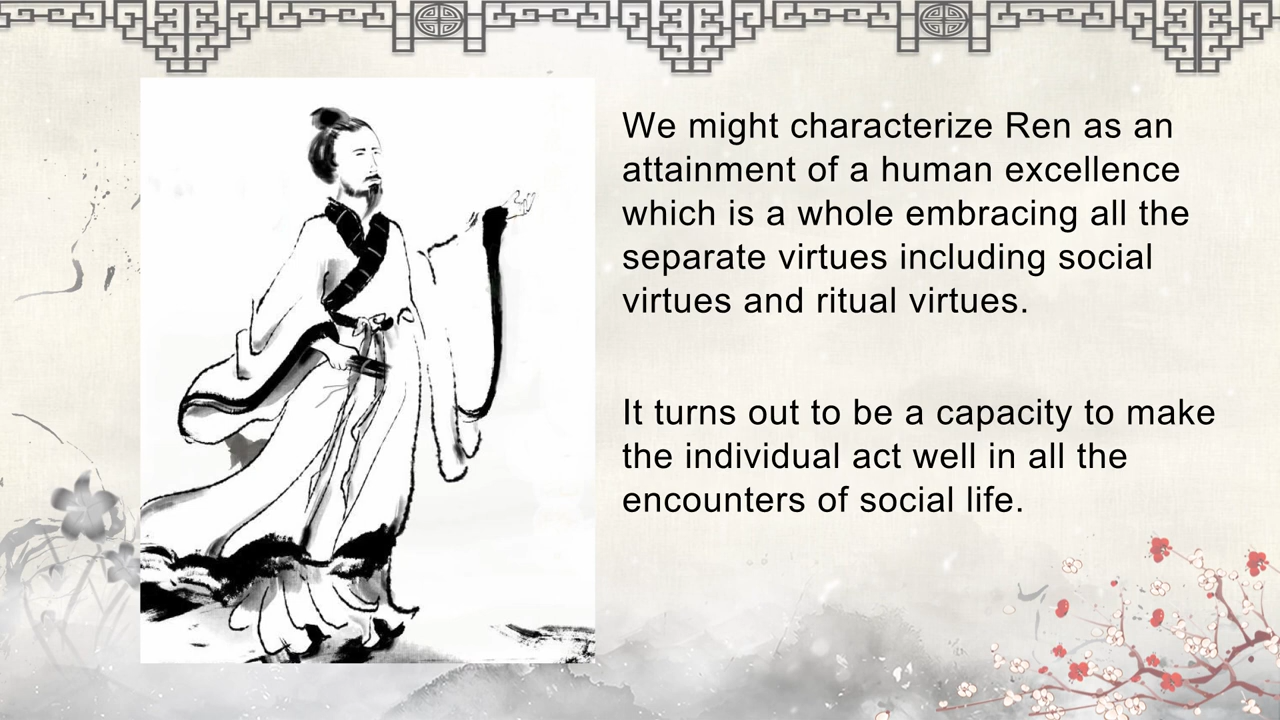 We might characterize Ren as an
attainment of a human excellence
which is a whole embracing all the
separate virtues including social
virtues and ritual virtues.
It turns out to be a capacity to make
the individual act well in all the
encounters of social life.